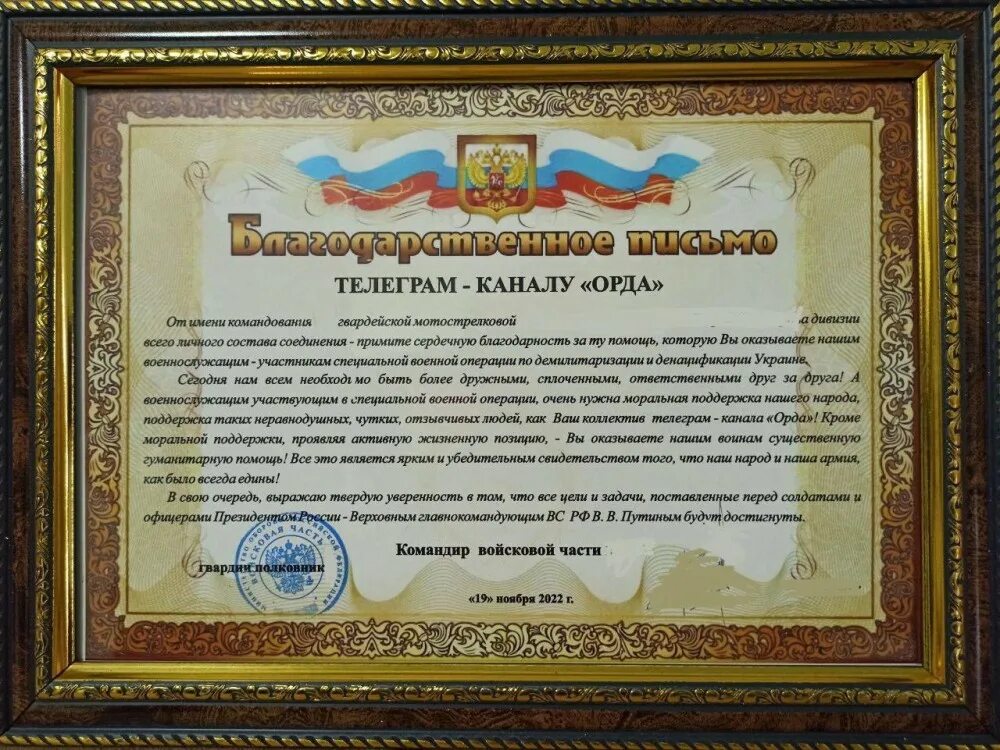 Благодарственное письмо
ТЕЛЕГРАМ - КАНАЛУ «ОРДА»
От имени командования гвардейской мотострелковой а дивизии
всего личного состава соединения - примите сердечную благодарность за ту помощь, которую Вы оказываете нашим
военнослужащим - участникам специальной военной операции по демилитаризации и денацификации Украине.
Сегодня нам всем необходимо быть более дружными, сплоченными, ответственными друг за друга! А
военнослужащим участвующим в специальной военной операции, очень нужна моральная поддержка нашего народа,
поддержка таких неравнодушных, чутких, отзывчивых людей, как Ваш коллектив телеграм - канала «Орда»! Кроме
моральной поддержки, проявляя активную жизненную позицию, - Вы оказываете нашим воинам существенную
гуманитарную помощь! Все это является ярким и убедительным свидетельством того, что наш народ и наша армия,
как было всегда едины!
В свою очередь, выражаю твердую уверенность в том, что все цели и задачи, поставленные перед солдатами и
офицерами Президентом России - Верховным главнокомандующим ВС РФ В. В. Путиным будут достигнуты.
Командир войсковой части
гвардии полковник
ВОЙСКОВАЯ ЧАСТЬ
«19» ноября 2022 г.